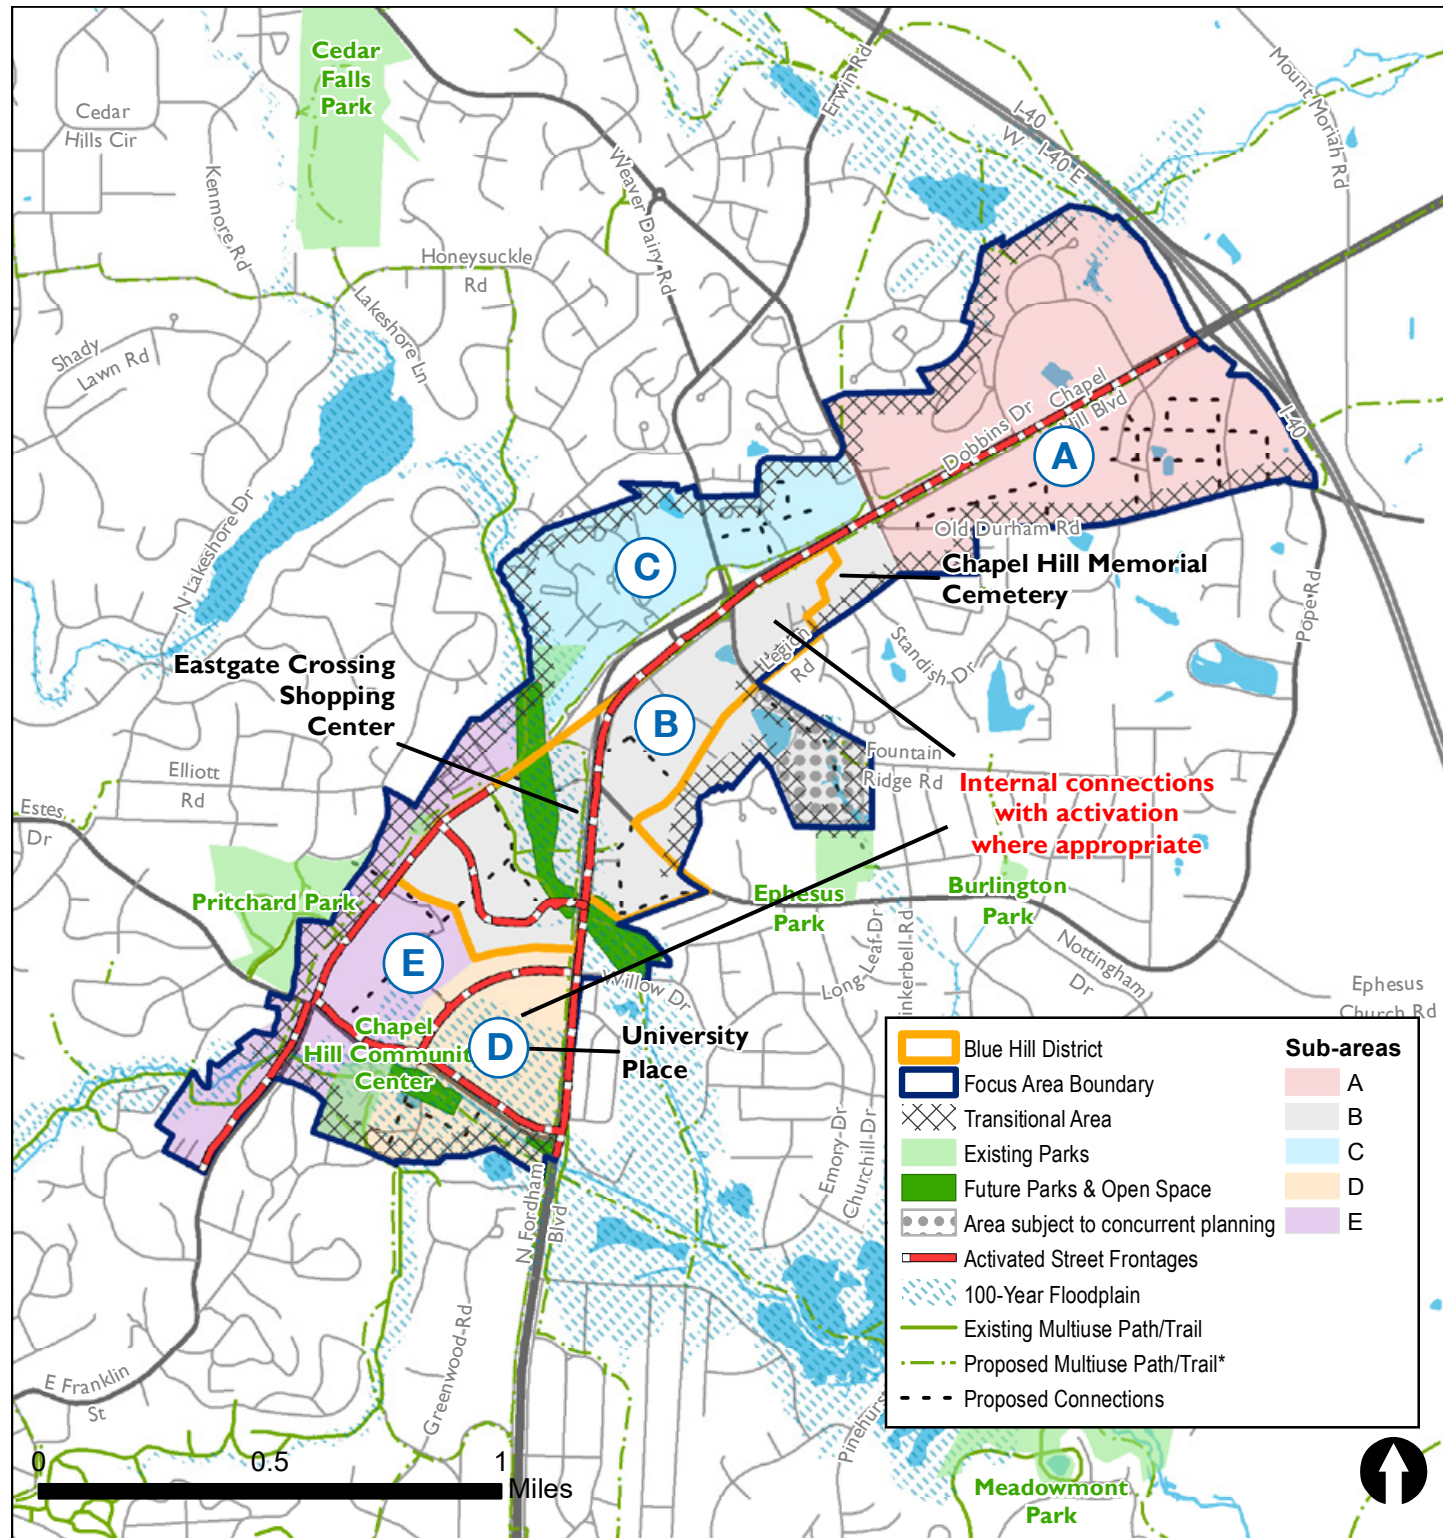 Cedar
Falls
Park
Cedar
Hills Cir
Kenmore Rd
Honeysuckle
Rd
Weaver Dairy Rd
Erwin Rd
I-40
W
I-40 E
Mount Moriah Rd
Lakeshore Ln
Shady
Lawn Rd
N Lakeshore Dr
Dobbins Dr
Chapel
Hill Blvd
I-40
A
Old Durham Rd
C
Chapel Hill Memorial
Cemetery
Pope Rd
Legion
Rd
Standish Dr
Eastgate Crossing
Shopping
Center
B
Fountain
Ridge Rd
Elliott
Rd
Estes
Dr
Internal connections
with activation
where appropriate
Pritchard Park
Ephesus
Park
Burlington
Park
E
Long-Leaf-Dr
inkerbell-Rd
Nottingham
Dr
Ephesus
Church Rd
Willow Dr
Chapel
Hill Communit
Center
D
University
Place
Emory-Dr
Churchill-Dr
N Fordham
Blvd
Greenwood-Rd
E Franklin
St
Pinehurst
Blue Hill District
Focus Area Boundary
Transitional Area
Existing Parks
Future Parks & Open Space
Area subject to concurrent planning
Activated Street Frontages
100-Year Floodplain
Existing Multiuse Path/Trail
Proposed Multiuse Path/Trail*
Proposed Connections
Sub-areas
A
B
C
D
E
0 0.5 1
Miles
Meadowmont
Park